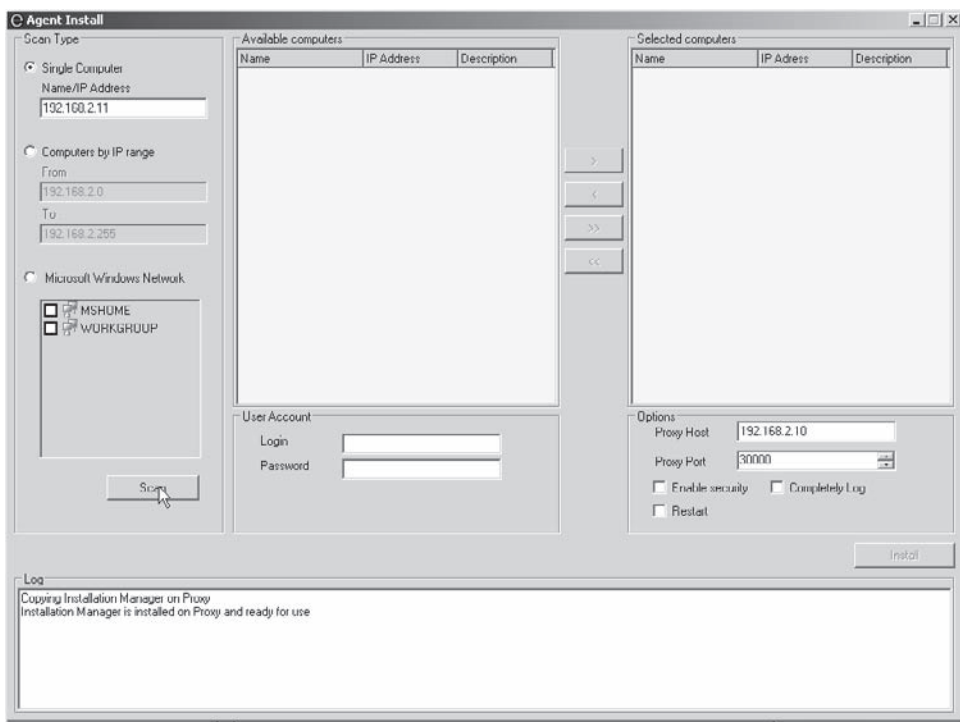 Agent Install
Scan Type
Single Computer
Name/IP Address
192.168.2.11
Computers by IP range
From
192.168.2.0
To
192.168.2.255
Microsoft Windows Network
MSHOME
WORKGROUP
Scan
Available computers
Name IP Address Description
>
<
>>
<<
Selected computers
Name IP Adress Description
User Account
Login
Password
Options
Proxy Host 192.168.2.10
Proxy Port 30000
Enable security Completely Log
Restart
Install
Log
Copying Installation Manager on Proxy
Installation Manager is installed on Proxy and ready for use